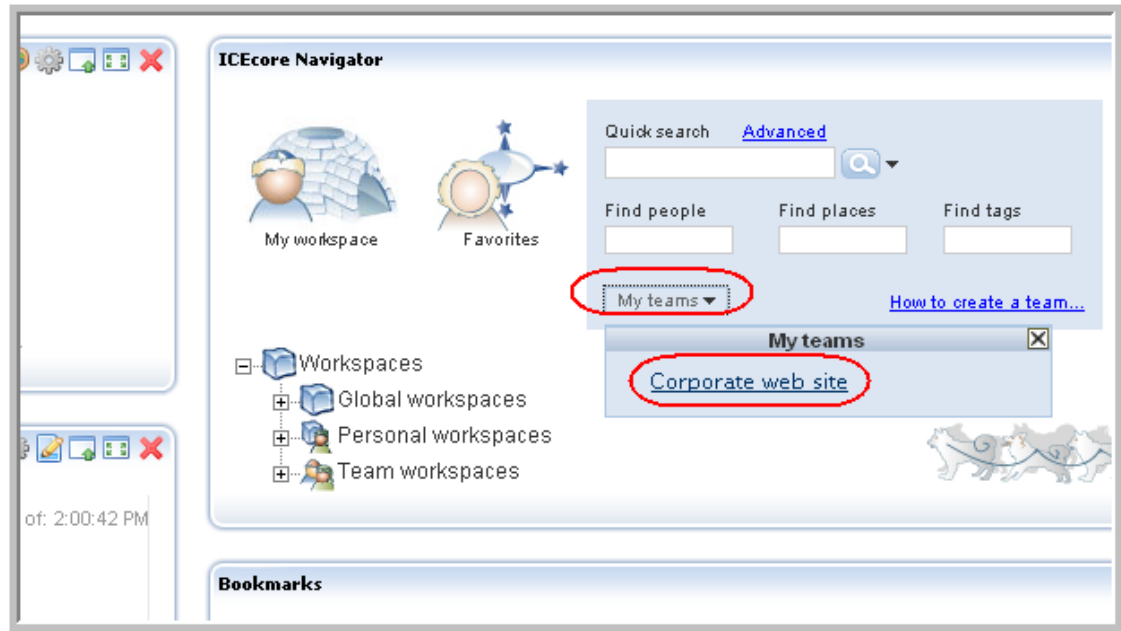 ICEcore Navigator
Quick search Advanced
My workspace Favorites
Find people Find places Find tags
My teams How to create a team...
My teams
Corporate web site
Workspaces
Global workspaces
Personal workspaces
Team workspaces
of: 2:00:42 PM
Bookmarks